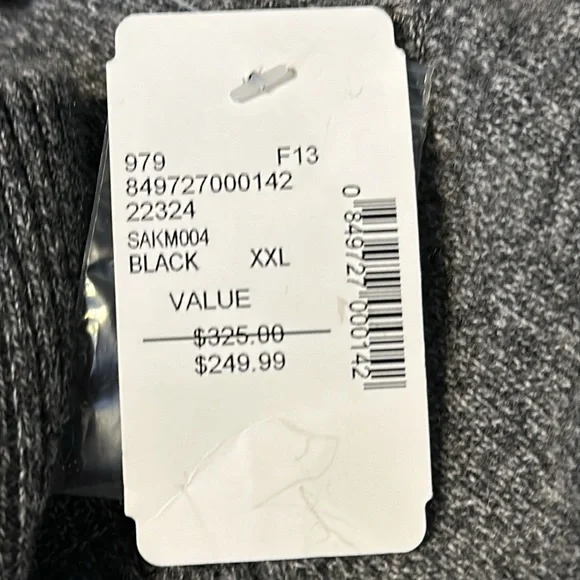 979 F13
849727000142
22324
SAKM004
BLACK XXL
VALUE
$325.00
$249.99
0 849727 000142